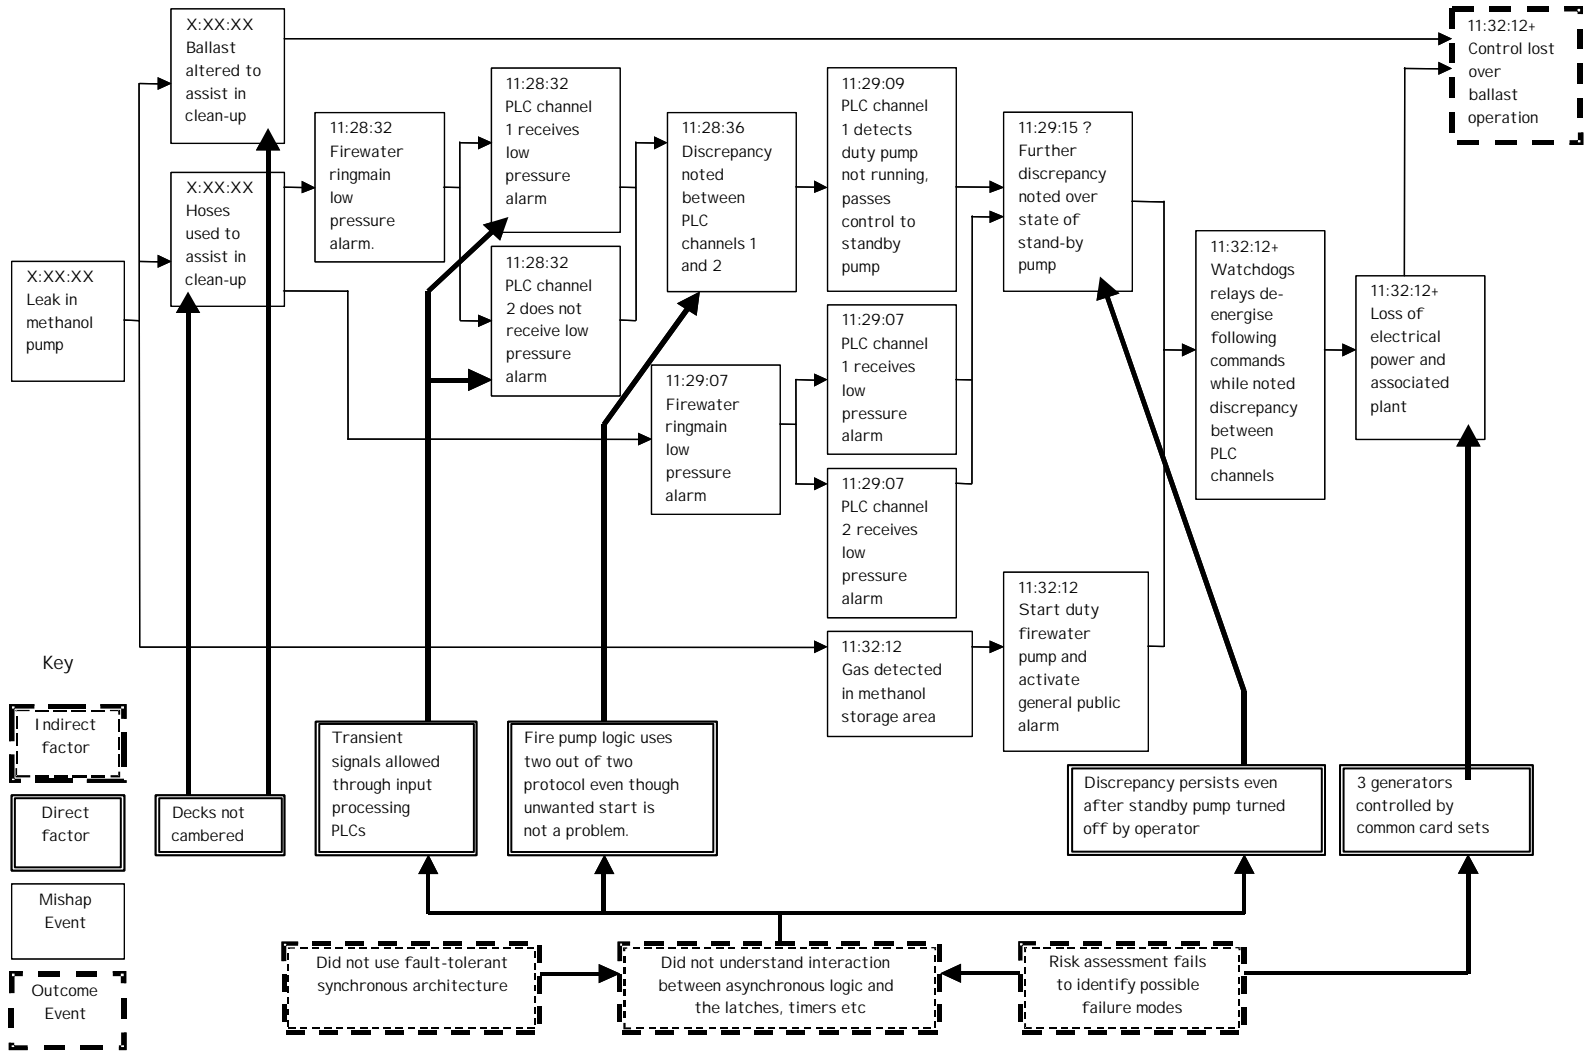 X:XX:XX
Ballast
altered to
assist in
clean-up
X:XX:XX
Hoses
used to
assist in
clean-up
X:XX:XX
Leak in
methanol
pump
11:28:32
Firewater
ringmain
low
pressure
alarm.
11:28:32
PLC channel
1 receives
low
pressure
alarm
11:28:32
PLC channel
2 does not
receive low
pressure
alarm
11:28:36
Discrepancy
noted
between
PLC
channels 1
and 2
11:29:07
Firewater
ringmain
low
pressure
alarm
11:29:09
PLC channel
1 detects
duty pump
not running,
passes
control to
standby
pump
11:29:07
PLC channel
1 receives
low
pressure
alarm
11:29:07
PLC channel
2 receives
low
pressure
alarm
11:32:12
Gas detected
in methanol
storage area
11:29:15 ?
Further
discrepancy
noted over
state of
stand-by
pump
11:32:12
Start duty
firewater
pump and
activate
general public
alarm
11:32:12+
Watchdogs
relays de-
energise
following
commands
while noted
discrepancy
between
PLC
channels
11:32:12+
Loss of
electrical
power and
associated
plant
11:32:12+
Control lost
over
ballast
operation
Key
Indirect
factor
Direct
factor
Mishap
Event
Outcome
Event
Decks not
cambered
Transient
signals allowed
through input
processing
PLCs
Fire pump logic uses
two out of two
protocol even though
unwanted start is
not a problem.
Discrepancy persists even
after standby pump turned
off by operator
3 generators
controlled by
common card sets
Did not use fault-tolerant
synchronous architecture
Did not understand interaction
between asynchronous logic and
the latches, timers etc
Risk assessment fails
to identify possible
failure modes